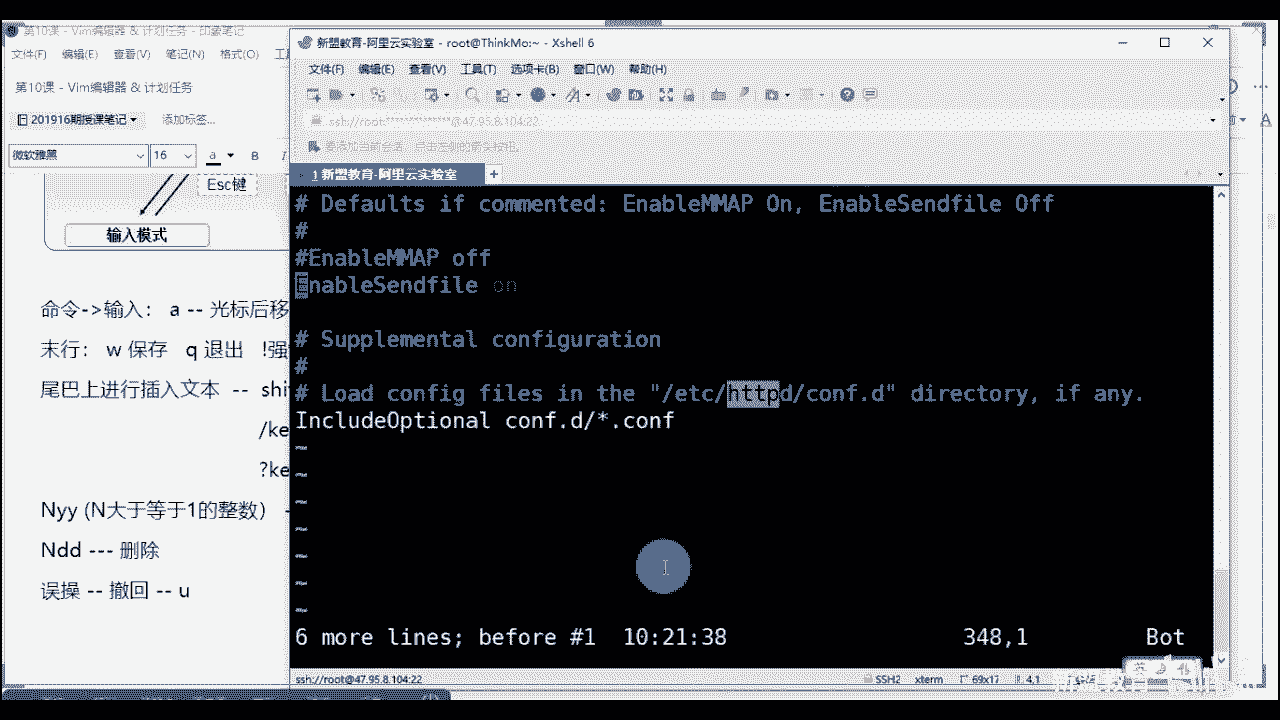 第10课 - Vim编辑器 & 计划任务 - 印象笔记
文件(F) 编辑(E) 查看(V) 笔记(N) 格式(O)
第10课 - Vim编辑器 & 计划任务
201916期授课笔记 添加标签...
微软雅黑 16 a B I
Esc键
输入模式
命令->输入： a -- 光标后移
末行： w 保存 q 退出 !强
尾巴上进行插入文本 -- shi
/ke
?ke
Nyy (N大于等于1的整数）
Ndd --- 删除
误操 -- 撤回 -- u
新盟教育-阿里云实验室 - root@ThinkMo:~ - Xshell 6
文件(F) 编辑(E) 查看(V) 工具(T) 选项卡(B) 窗口(W) 帮助(H)
ssh://root:**************@47.95.8.104:22
要添加当前会话，点击左侧的箭头按钮。
1 新盟教育-阿里云实验室 +
# Defaults if commented: EnableMMAP On, EnableSendfile Off
#
#EnableMMAP off
EnableSendfile on
# Supplemental configuration
#
# Load config files in the "/etc/httpd/conf.d" directory, if any.
IncludeOptional conf.d/*.conf
~
~
~
~
~
~
~
6 more lines; before #1 10:21:38 348,1 Bot
ssh://root@47.95.8.104:22 SSH2 xterm 69x17 4,1